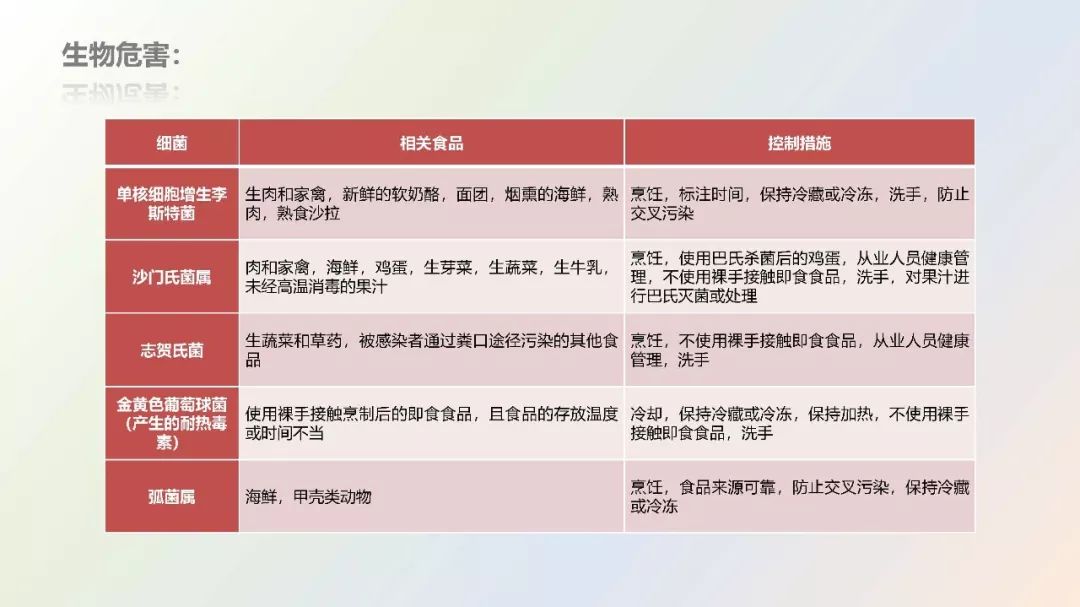 生物危害：
细菌
相关食品
控制措施
单核细胞增生李
斯特菌
生肉和家禽，新鲜的软奶酪，面团，烟熏的海鲜，熟
肉，熟食沙拉
烹饪，标注时间，保持冷藏或冷冻，洗手，防止
交叉污染
沙门氏菌属
肉和家禽，海鲜，鸡蛋，生芽菜，生蔬菜，生牛乳，
未经高温消毒的果汁
烹饪，使用巴氏杀菌后的鸡蛋，从业人员健康管
理，不使用裸手接触即食食品，洗手，对果汁进
行巴氏灭菌或处理
志贺氏菌
生蔬菜和草药，被感染者通过粪口途径污染的其他食
品
烹饪，不使用裸手接触即食食品，从业人员健康
管理，洗手
金黄色葡萄球菌
（产生的耐热毒
素）
使用裸手接触烹制后的即食食品，且食品的存放温度
或时间不当
冷却，保持冷藏或冷冻，保持加热，不使用裸手
接触即食食品，洗手
弧菌属
海鲜，甲壳类动物
烹饪，食品来源可靠，防止交叉污染，保持冷藏
或冷冻